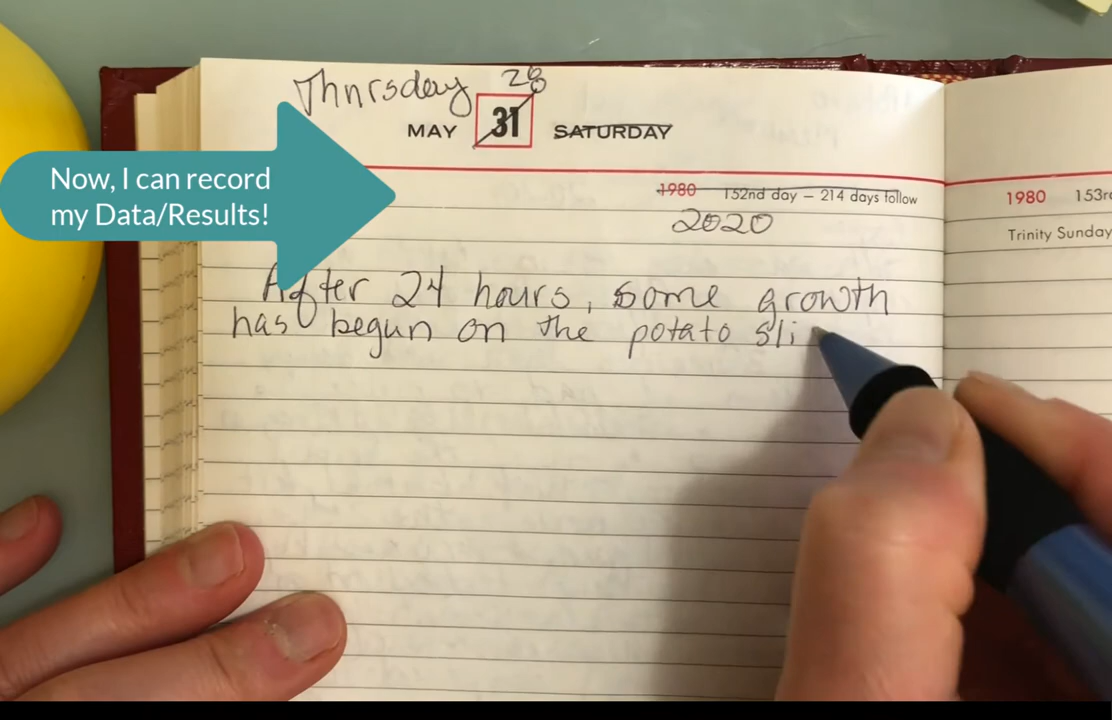 Thursday 28
MAY 31 SATURDAY
Now, I can record
my Data/Results!
1980 152nd day — 214 days follow
2020
1980 153r
Trinity Sunday
After 24 hours, some growth
has begun on the potato sli